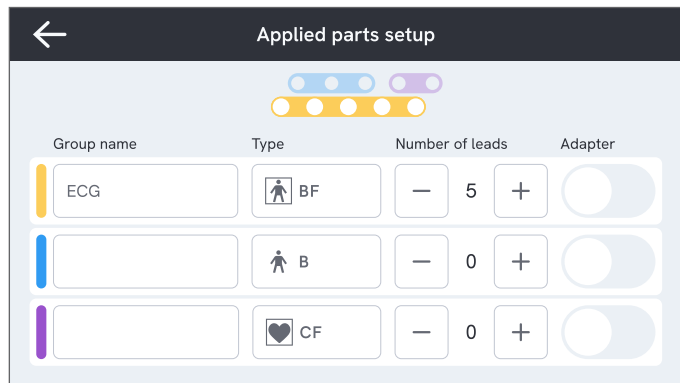 Applied parts setup
Group name Type Number of leads Adapter
ECG BF 5
B 0
CF 0